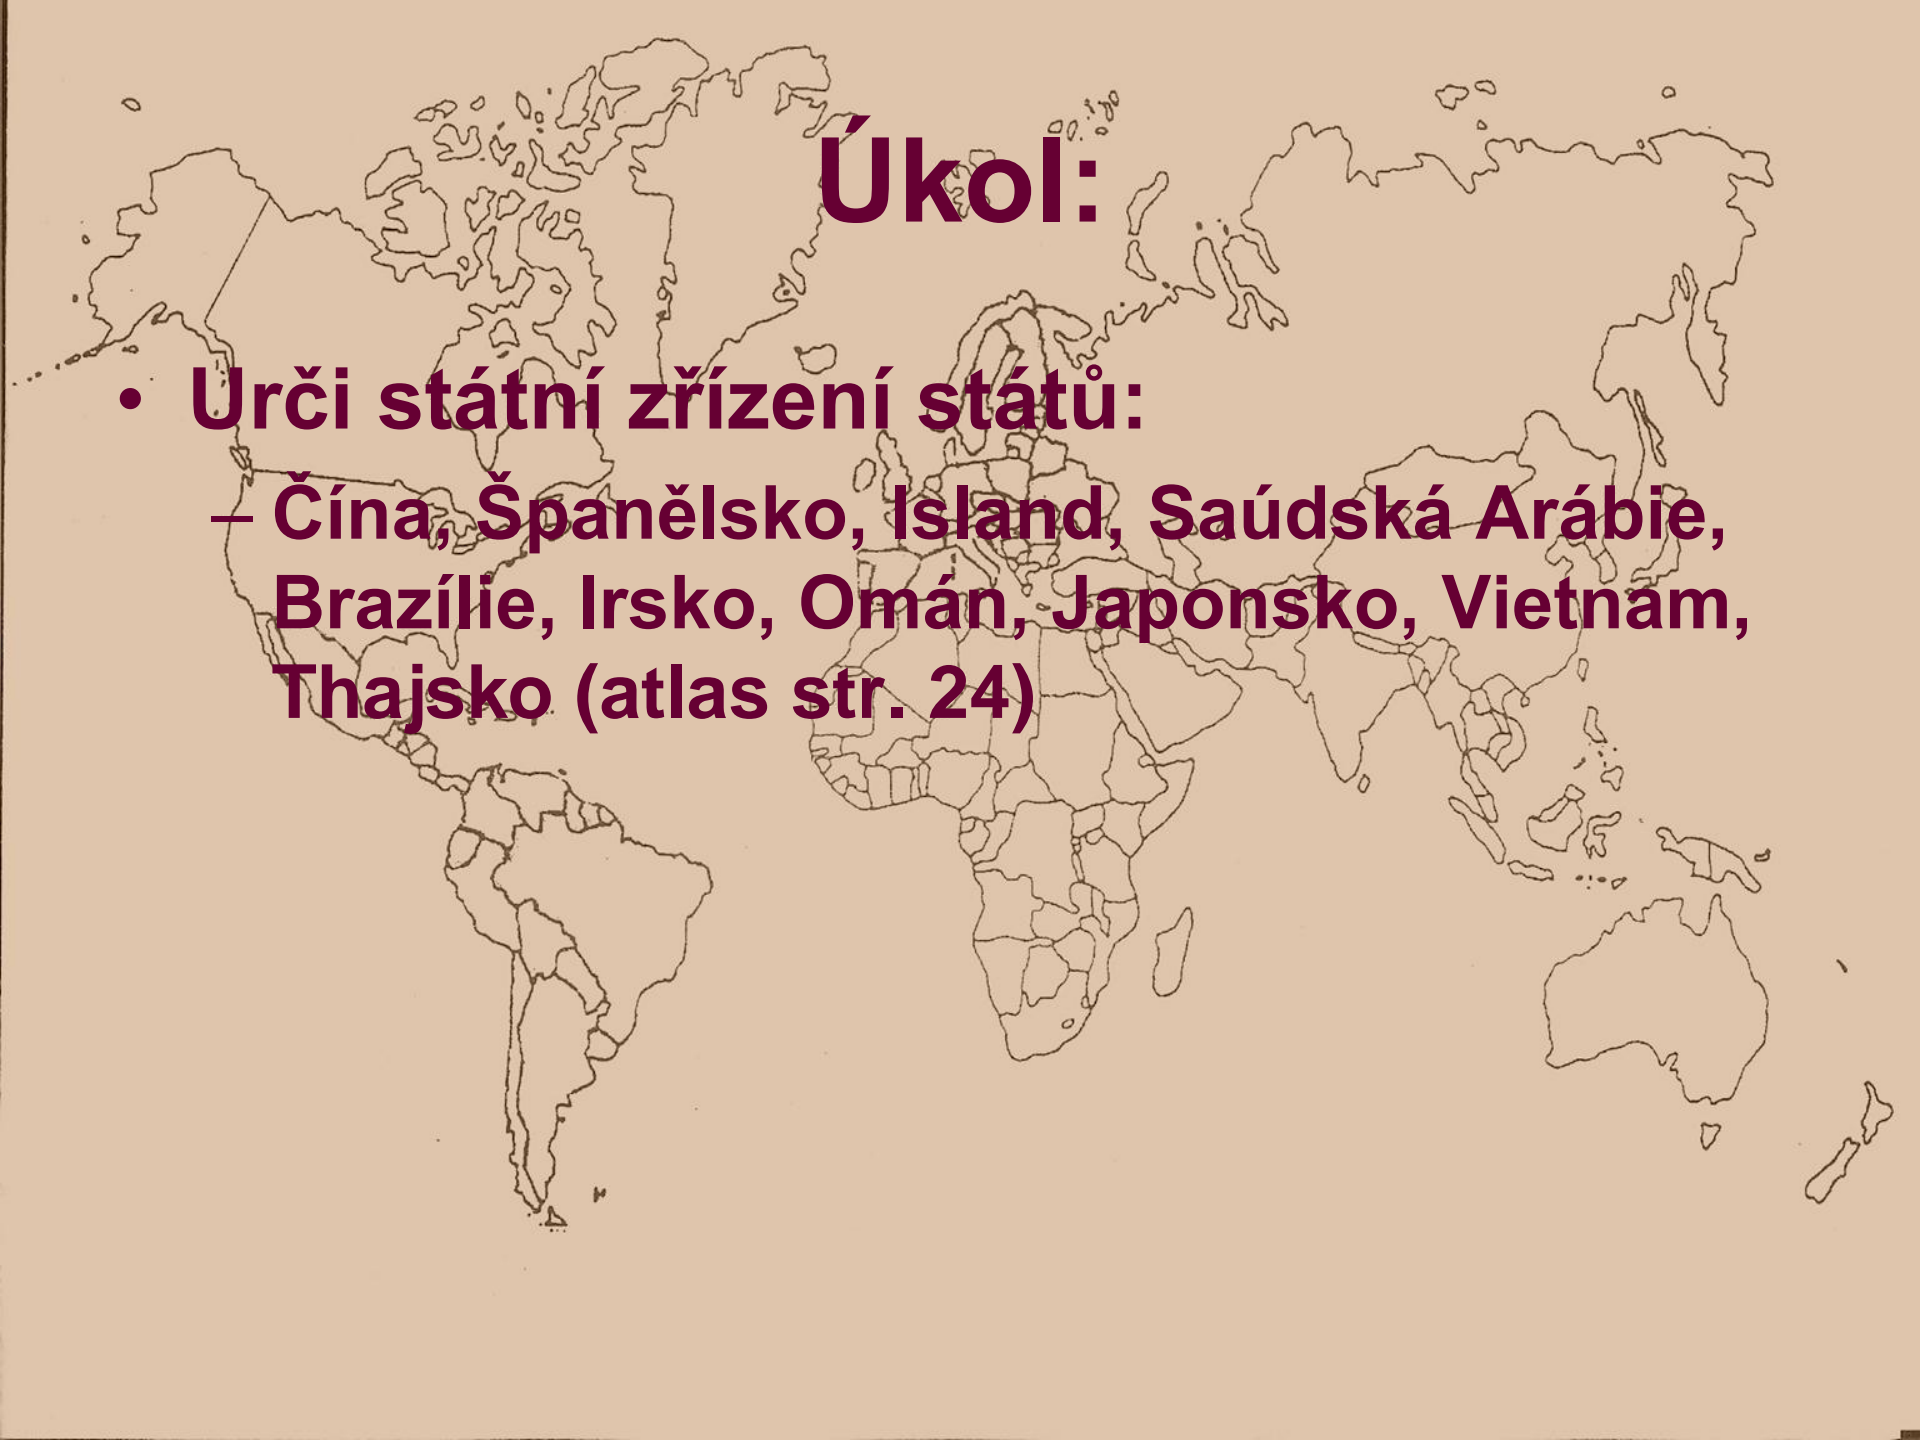 Úkol:
• Urči státní zřízení států:
– Čína, Španělsko, Island, Saúdská Arábie,
Brazílie, Irsko, Omán, Japonsko, Vietnam,
Thajsko (atlas str. 24)